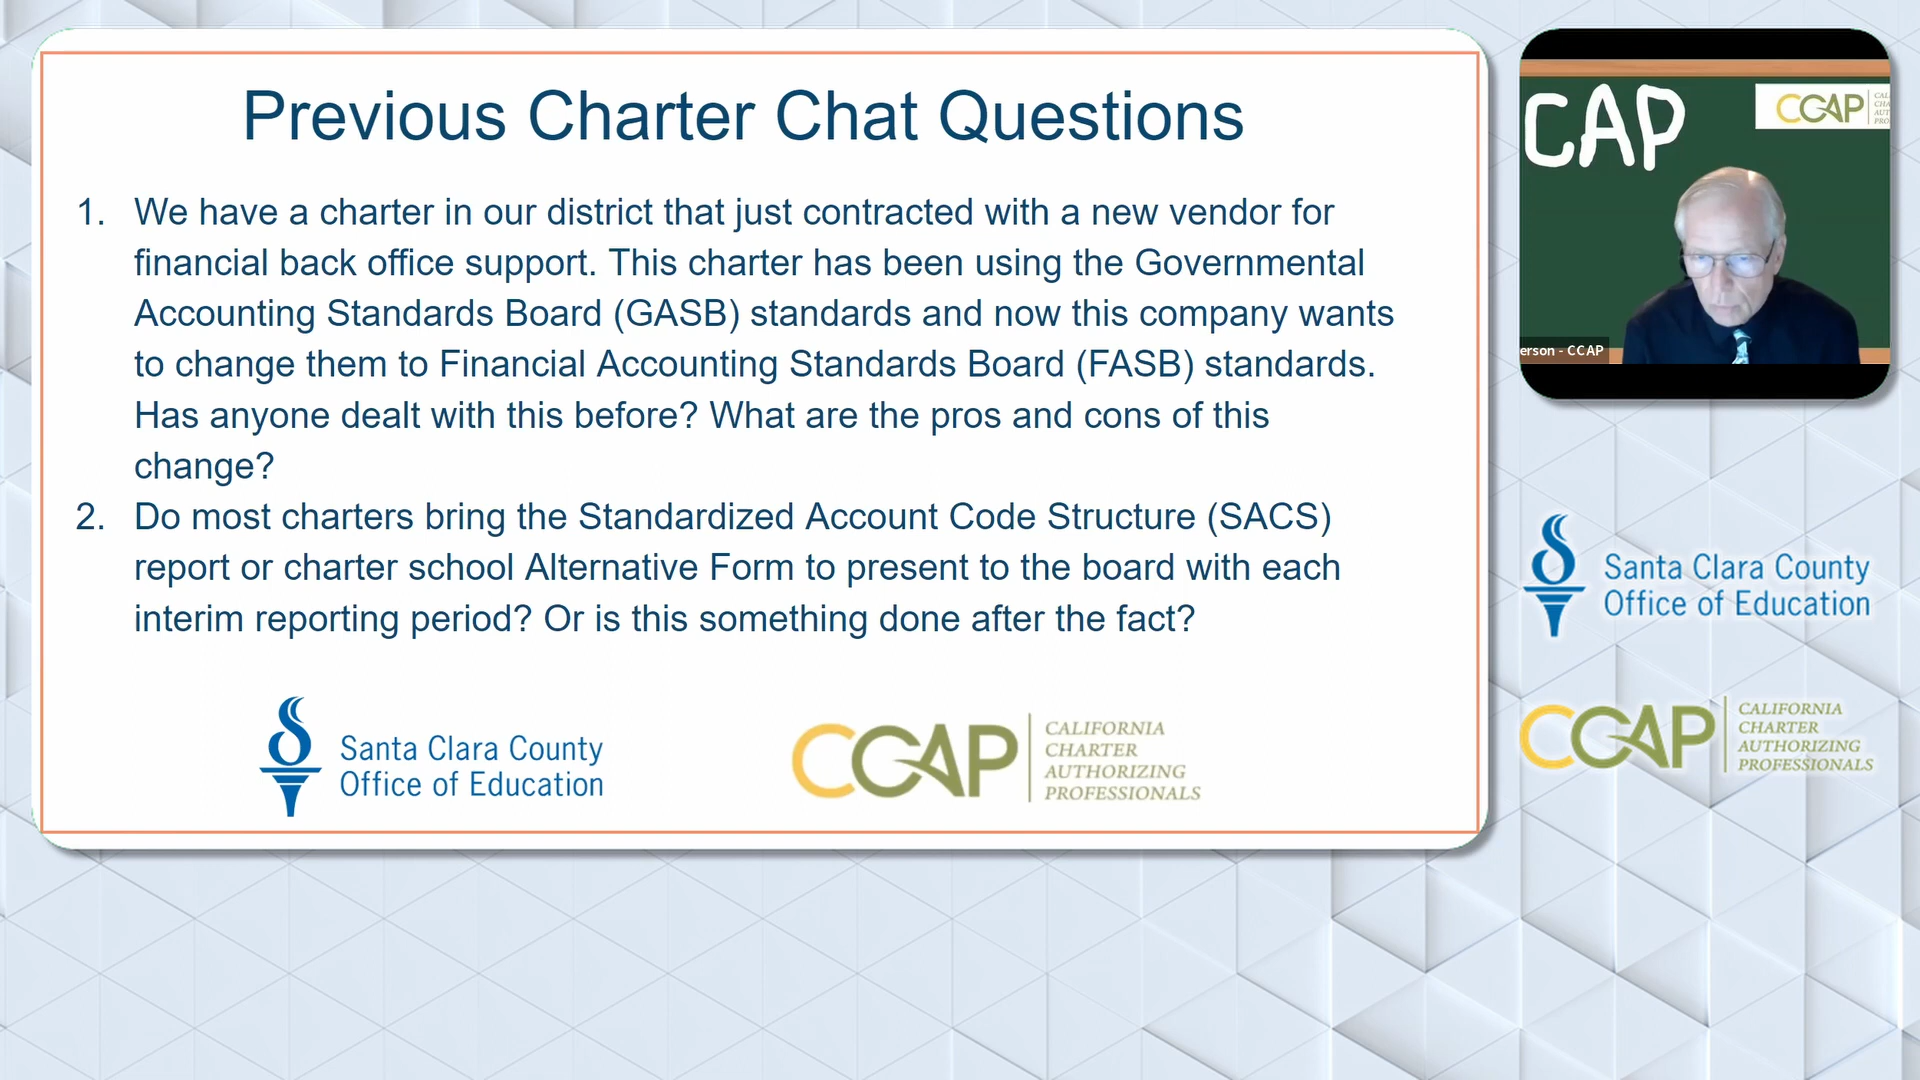 Previous Charter Chat Questions
1. We have a charter in our district that just contracted with a new vendor for
financial back office support. This charter has been using the Governmental
Accounting Standards Board (GASB) standards and now this company wants
to change them to Financial Accounting Standards Board (FASB) standards.
Has anyone dealt with this before? What are the pros and cons of this
change?
2. Do most charters bring the Standardized Account Code Structure (SACS)
report or charter school Alternative Form to present to the board with each
interim reporting period? Or is this something done after the fact?
Santa Clara County
Office of Education
CCAP
CALIFORNIA
CHARTER
AUTHORIZING
PROFESSIONALS
CAP
CCAP
erson - CCAP
Santa Clara County
Office of Education
CCAP
CALIFORNIA
CHARTER
AUTHORIZING
PROFESSIONALS